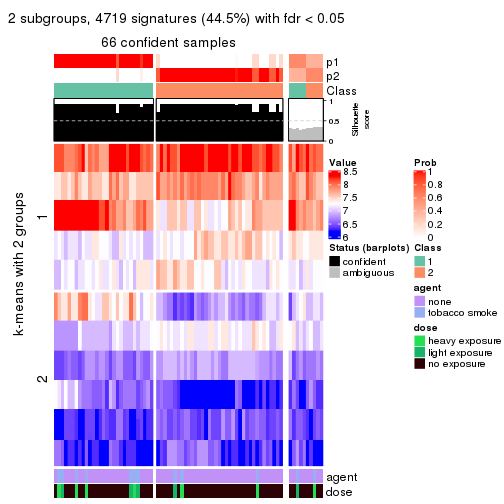 2 subgroups, 4719 signatures (44.5%) with fdr < 0.05
66 confident samples
p1
p2
Class
1
0.5
0
Silhouette
score
k-means with 2 groups
1
2
Value
8.5
8
7.5
7
6.5
6
Prob
1
0.8
0.6
0.4
0.2
0
Status (barplots)
confident
ambiguous
Class
1
2
agent
none
tobacco smoke
dose
heavy exposure
light exposure
no exposure
agent
dose